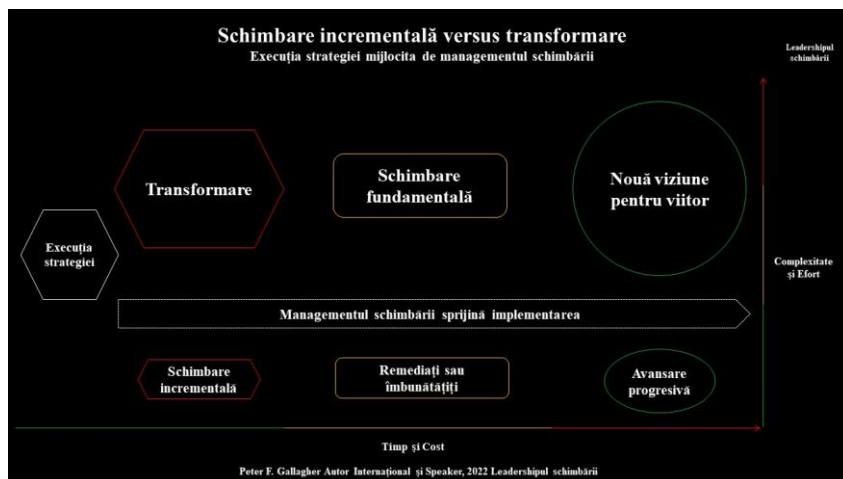 Schimbare incrementală versus transformare
Execuția strategiei mijlocita de managementul schimbării
Leadershipul
schimbării
Transformare
Schimbare
fundamentală
Nouă viziune
pentru viitor
Execuția
strategiei
Complexitate
și Efort
Managementul schimbării sprijină implementarea
Schimbare
incrementală
Remediați sau
îmbunătățiți
Avansare
progresivă
Timp și Cost
Peter F. Gallagher Autor Internațional și Speaker, 2022 Leadershipul schimbării